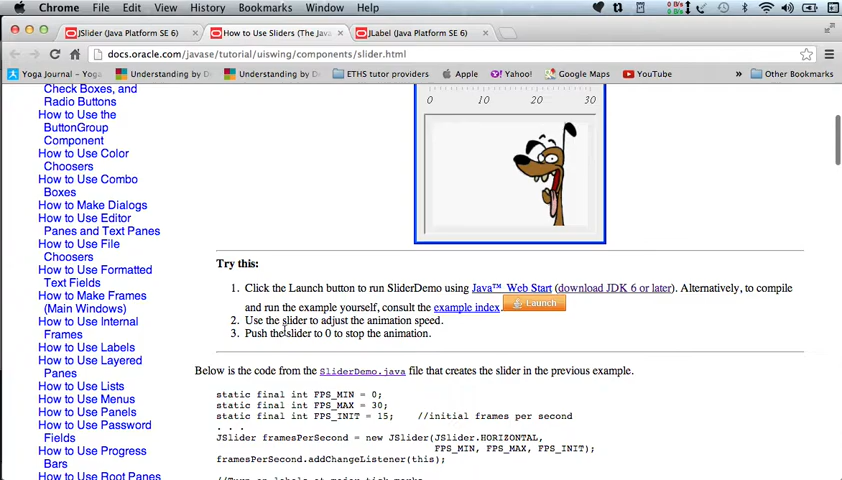 Chrome File Edit View History Bookmarks Window Help
JSlider (Java Platform SE 6) × How to Use Sliders (The Java × JLabel (Java Platform SE 6) ×
docs.oracle.com/javase/tutorial/uiswing/components/slider.html
Yoga Journal - Yoga Understanding by D Understanding by D ETHS tutor providers Apple Yahoo! Google Maps YouTube » Other Bookmarks
Check Boxes, and
Radio Buttons
How to Use the
ButtonGroup
Component
How to Use Color
Choosers
How to Use Combo
Boxes
How to Make Dialogs
How to Use Editor
Panes and Text Panes
How to Use File
Choosers
How to Use Formatted
Text Fields
How to Make Frames
(Main Windows)
How to Use Internal
Frames
How to Use Labels
How to Use Layered
Panes
How to Use Lists
How to Use Menus
How to Use Panels
How to Use Password
Fields
How to Use Progress
Bars
How to Use Root Panes
0 10 20 30
Try this:
1. Click the Launch button to run SliderDemo using Java™ Web Start (download JDK 6 or later). Alternatively, to compile
and run the example yourself, consult the example index. Launch
2. Use the slider to adjust the animation speed.
3. Push the slider to 0 to stop the animation.
Below is the code from the SliderDemo.java file that creates the slider in the previous example.
static final int FPS_MIN = 0;
static final int FPS_MAX = 30;
static final int FPS_INIT = 15; //initial frames per second
. . .
JSlider framesPerSecond = new JSlider(JSlider.HORIZONTAL,
FPS_MIN, FPS_MAX, FPS_INIT);
framesPerSecond.addChangeListener(this);
//Turn on labels at major tick marks.